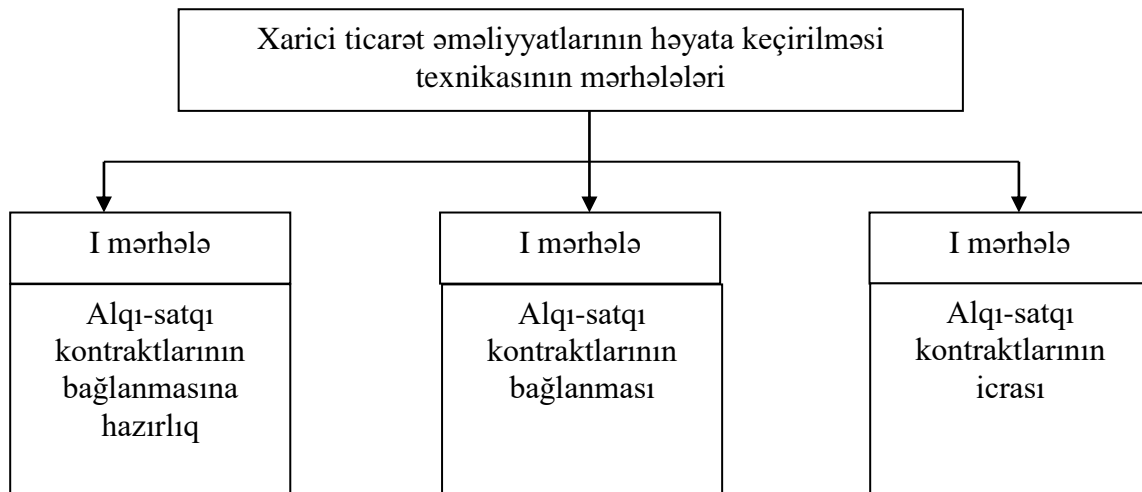 Xarici ticarət əməliyyatlarının həyata keçirilməsi
texnikasının mərhələləri
I mərhələ
Alqı-satqı
kontraktlarının
bağlanmasına
hazırlıq
I mərhələ
Alqı-satqı
kontraktlarının
bağlanması
I mərhələ
Alqı-satqı
kontraktlarının
icrası